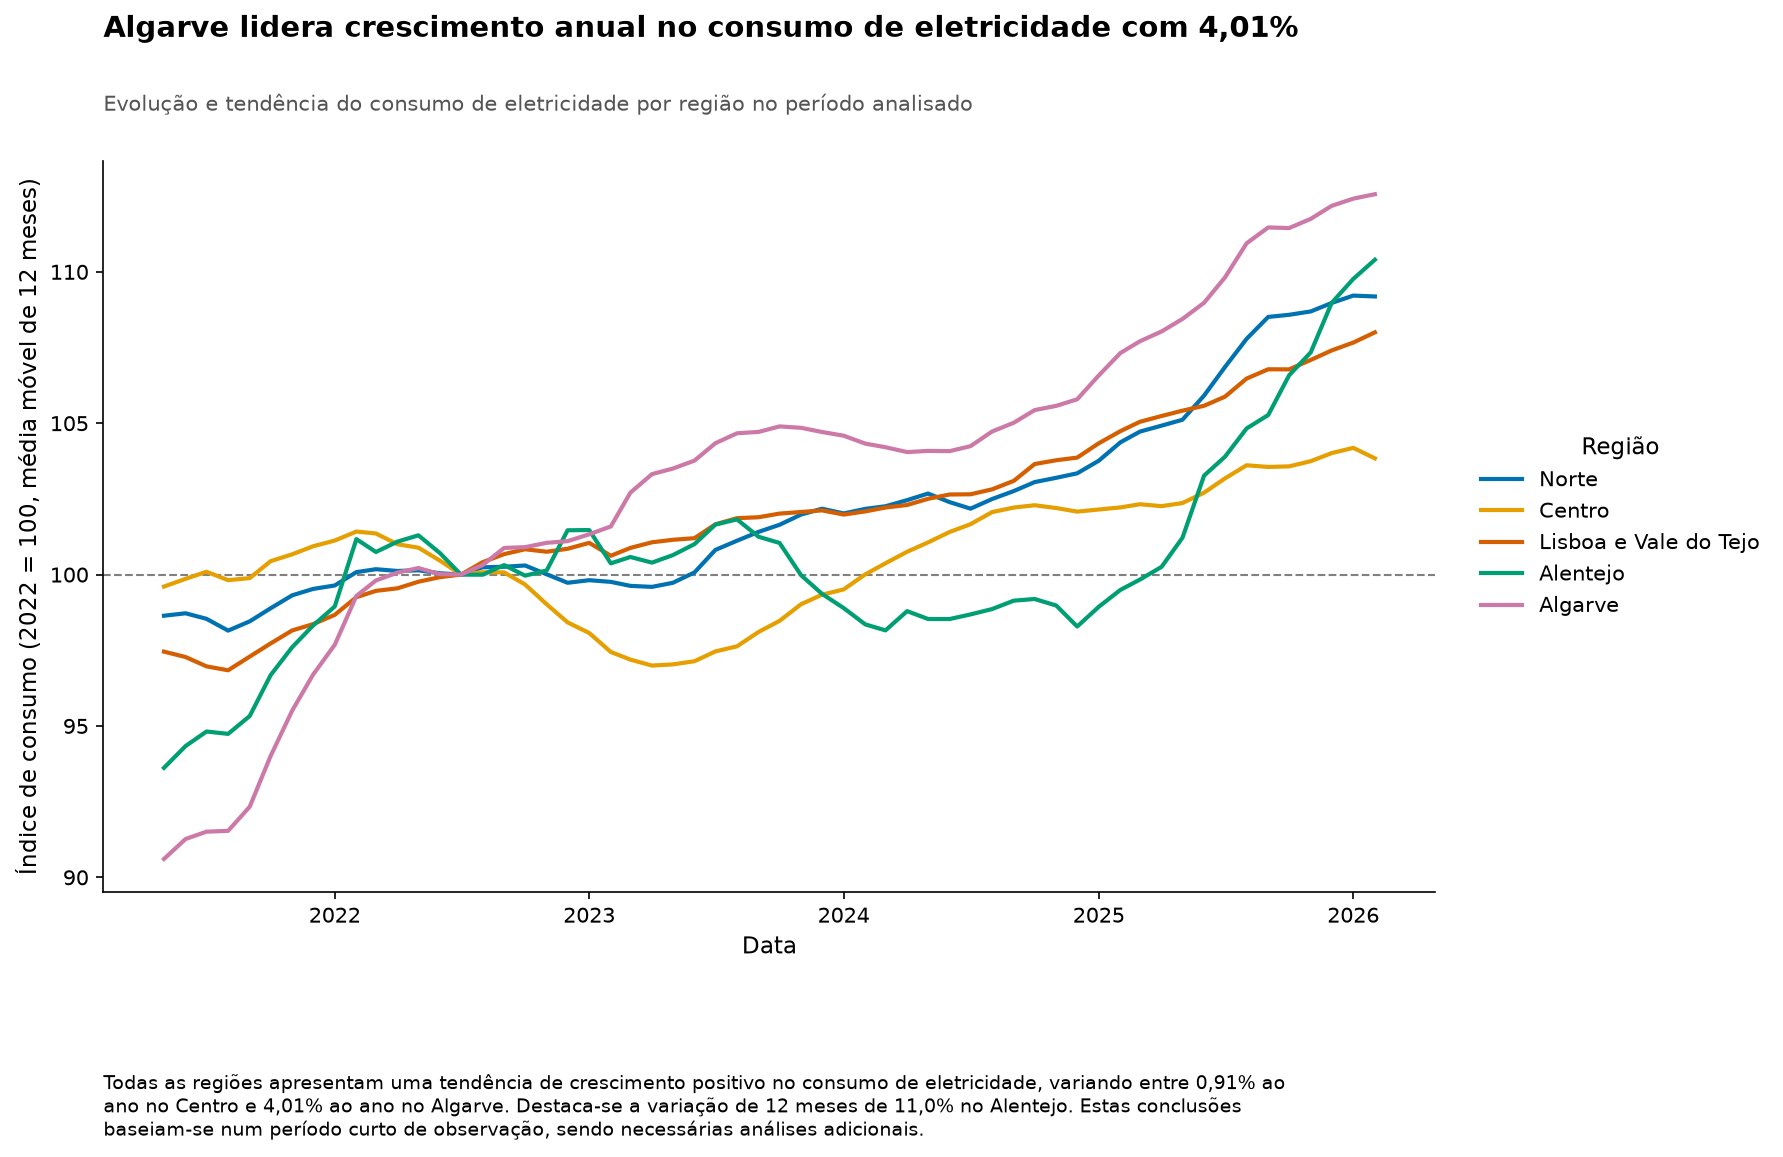 Algarve lidera crescimento anual no consumo de eletricidade com 4,01%
Evolução e tendência do consumo de eletricidade por região no período analisado
Índice de consumo (2022 = 100, média móvel de 12 meses)
110
105
100
95
90
2022
2023
2024
2025
2026
Data
Região
Norte
Centro
Lisboa e Vale do Tejo
Alentejo
Algarve
Todas as regiões apresentam uma tendência de crescimento positivo no consumo de eletricidade, variando entre 0,91% ao
ano no Centro e 4,01% ao ano no Algarve. Destaca-se a variação de 12 meses de 11,0% no Alentejo. Estas conclusões
baseiam-se num período curto de observação, sendo necessárias análises adicionais.